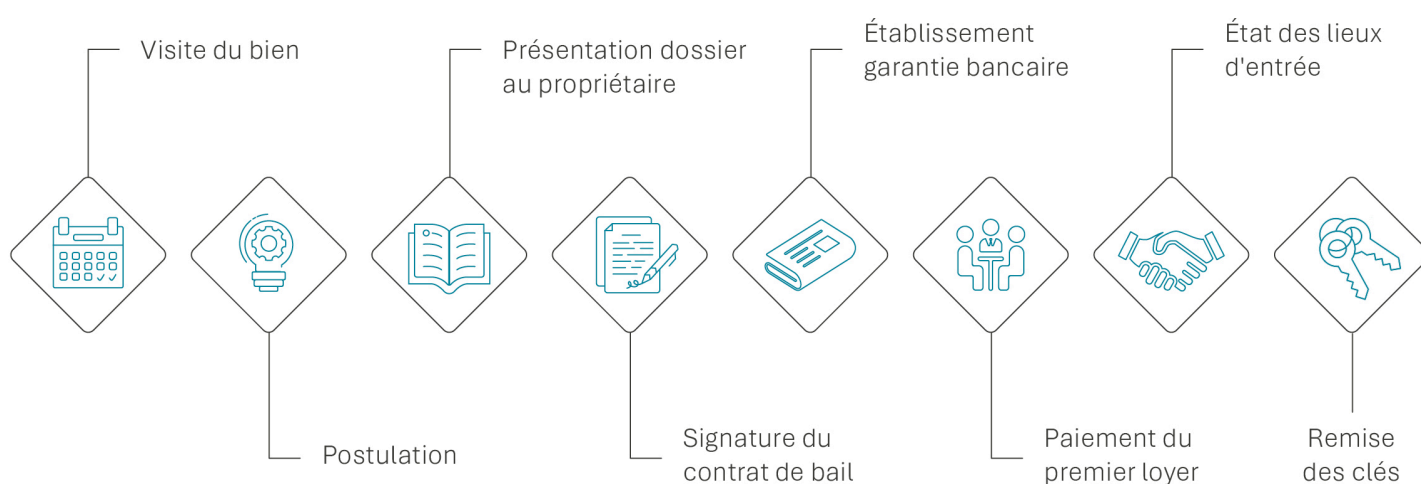 Visite du bien
Postulation
Présentation dossier
au propriétaire
Signature du
contrat de bail
Établissement
garantie bancaire
Paiement du
premier loyer
État des lieux
d'entrée
Remise
des clés